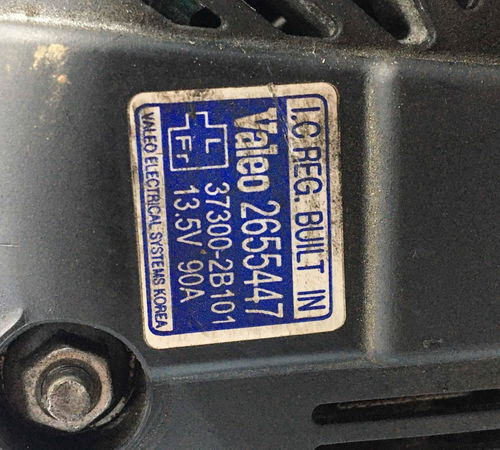 I.C REG. BUILT IN
Valeo 2655447
L
Fr
37300-2B101
13.5V 90A
VALEO ELECTRICAL SYSTEMS KOREA